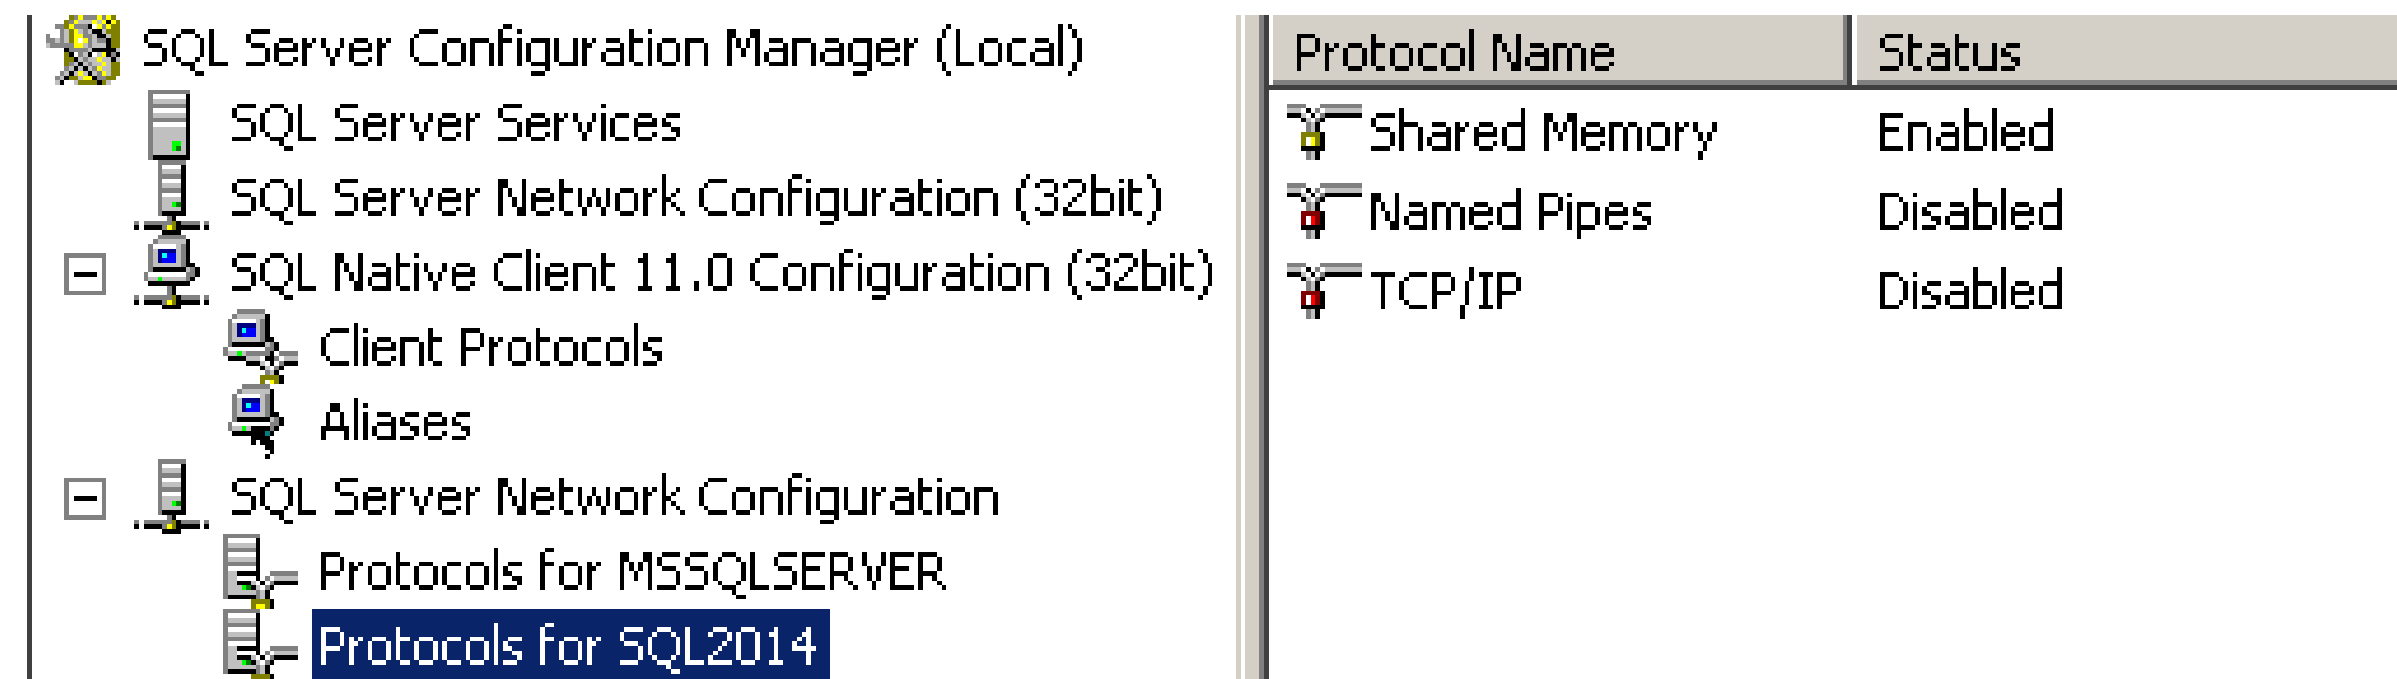 SQL Server Configuration Manager (Local)
SQL Server Services
SQL Server Network Configuration (32bit)
SQL Native Client 11.0 Configuration (32bit)
Client Protocols
Aliases
SQL Server Network Configuration
Protocols for MSSQLSERVER
Protocols for SQL2014
Protocol Name Status
Shared Memory Enabled
Named Pipes Disabled
TCP/IP Disabled